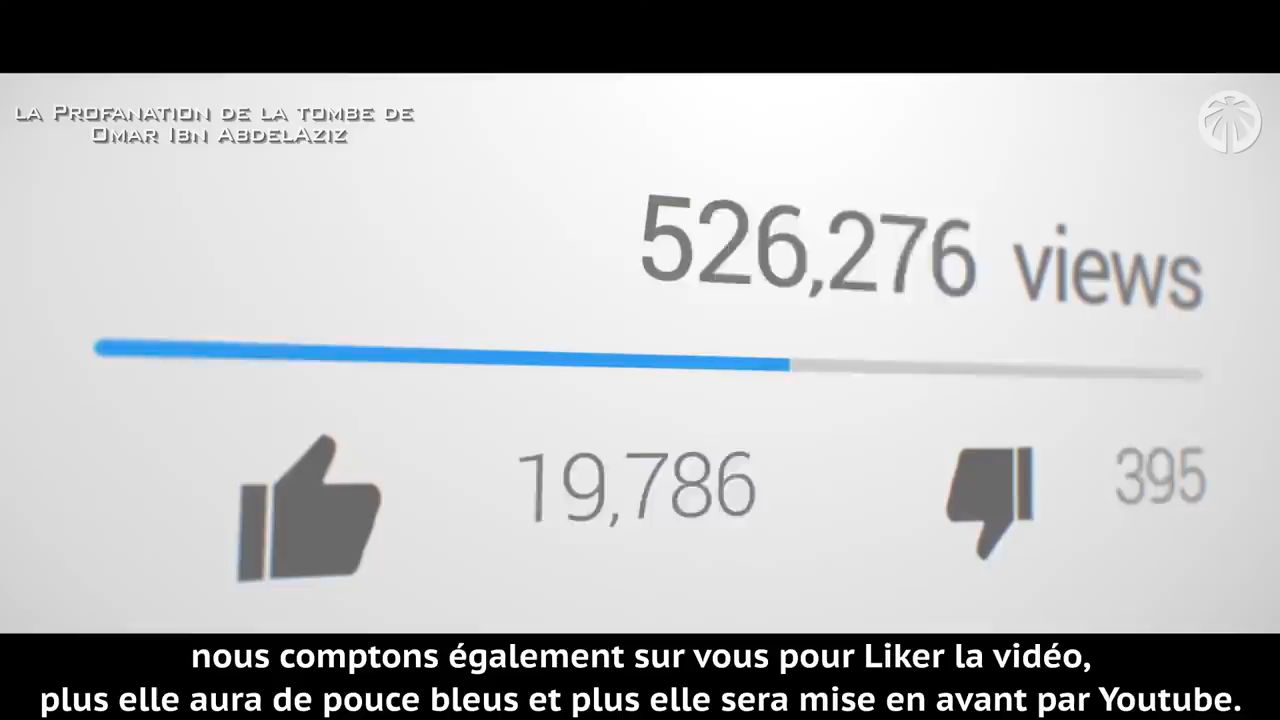 la Profanation de la tombe de
Omar Ibn AbdelAziz
526,276 views
19,786
395
nous comptons également sur vous pour Liker la vidéo,
plus elle aura de pouce bleus et plus elle sera mise en avant par Youtube.